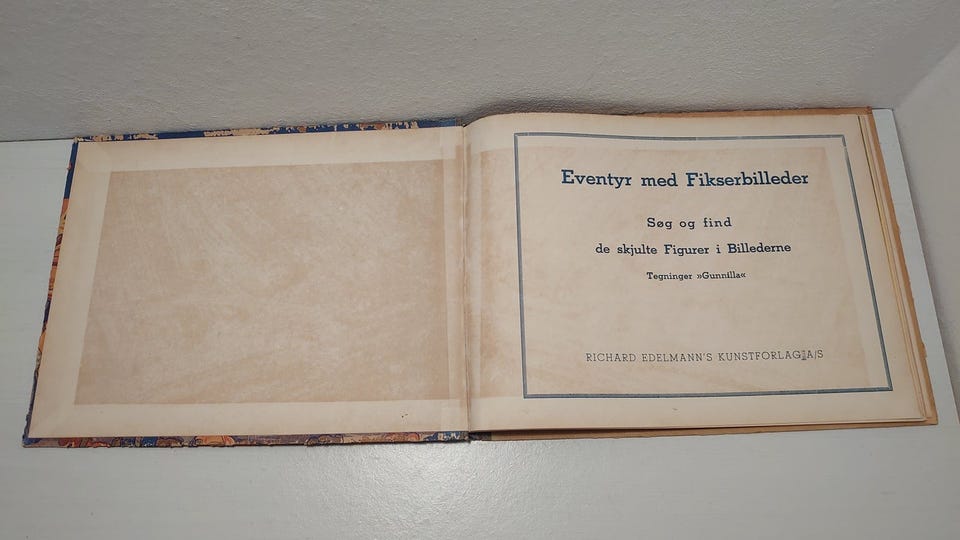 Eventyr med Fikserbilleder
Søg og find
de skjulte Figurer i Billederne
Tegninger »Gunnilla«
RICHARD EDELMANN'S KUNSTFORLAG A/S